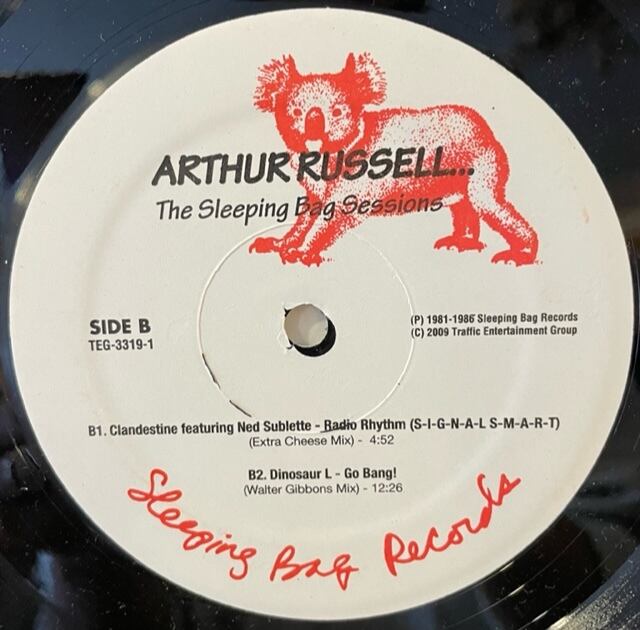 ARTHUR RUSSELL...
The Sleeping Bag Sessions
SIDE B
TEG-3319-1
(P) 1981-1986 Sleeping Bag Records
(C) 2009 Traffic Entertainment Group
B1. Clandestine featuring Ned Sublette - Radio Rhythm (S-I-G-N-A-L S-M-A-R-T)
(Extra Cheese Mix) - 4:52
B2. Dinosaur L - Go Bang!
(Walter Gibbons Mix) - 12:26
Sleeping Bag Records